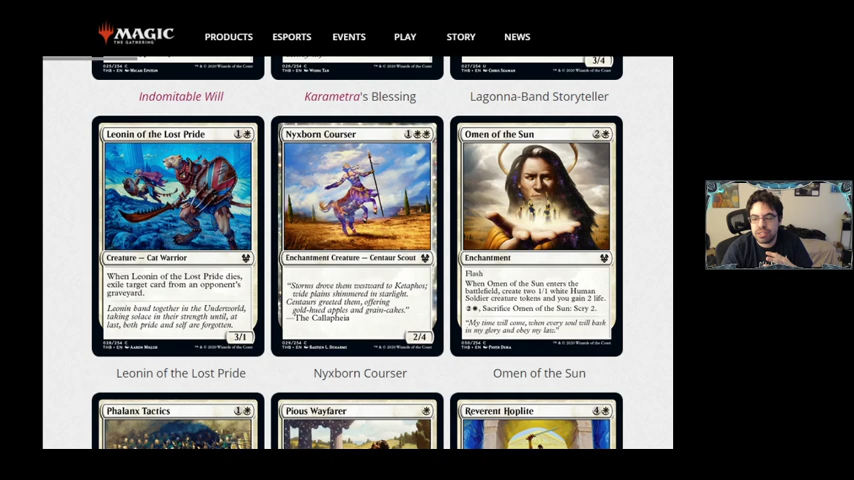 MAGIC
THE GATHERING
PRODUCTS
ESPORTS
EVENTS
PLAY
STORY
NEWS
3/4
Indomitable Will
Karametra's Blessing
Lagonna-Band Storyteller
Leonin of the Lost Pride
Creature — Cat Warrior
When Leonin of the Lost Pride dies,
exile target card from an opponent's
graveyard.
Leonin band together in the Underworld,
taking solace in their strength until, at
last, both pride and self are forgotten.
3/1
Nyxborn Courser
Enchantment Creature — Centaur Scout
"Storms drove them westward to Ketaphos;
wide plains shimmered in starlight.
Centaurs greeted them, offering
gold-hued apples and grain-cakes."
—The Callapheia
2/4
Omen of the Sun
Enchantment
Flash
When Omen of the Sun enters the
battlefield, create two 1/1 white Human
Soldier creature tokens and you gain 2 life.
Sacrifice Omen of the Sun: Scry 2.
"My time will come, when every soul will bask
in my glory and obey my law."
Leonin of the Lost Pride
Nyxborn Courser
Omen of the Sun
Phalanx Tactics
Pious Wayfarer
Reverent Hoplite